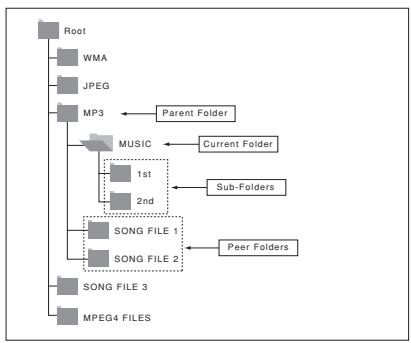 Root
WMA
JPEG
MP3
Parent Folder
MUSIC
Current Folder
1st
Sub-Folders
2nd
SONG FILE 1
Peer Folders
SONG FILE 2
SONG FILE 3
MPEG4 FILES